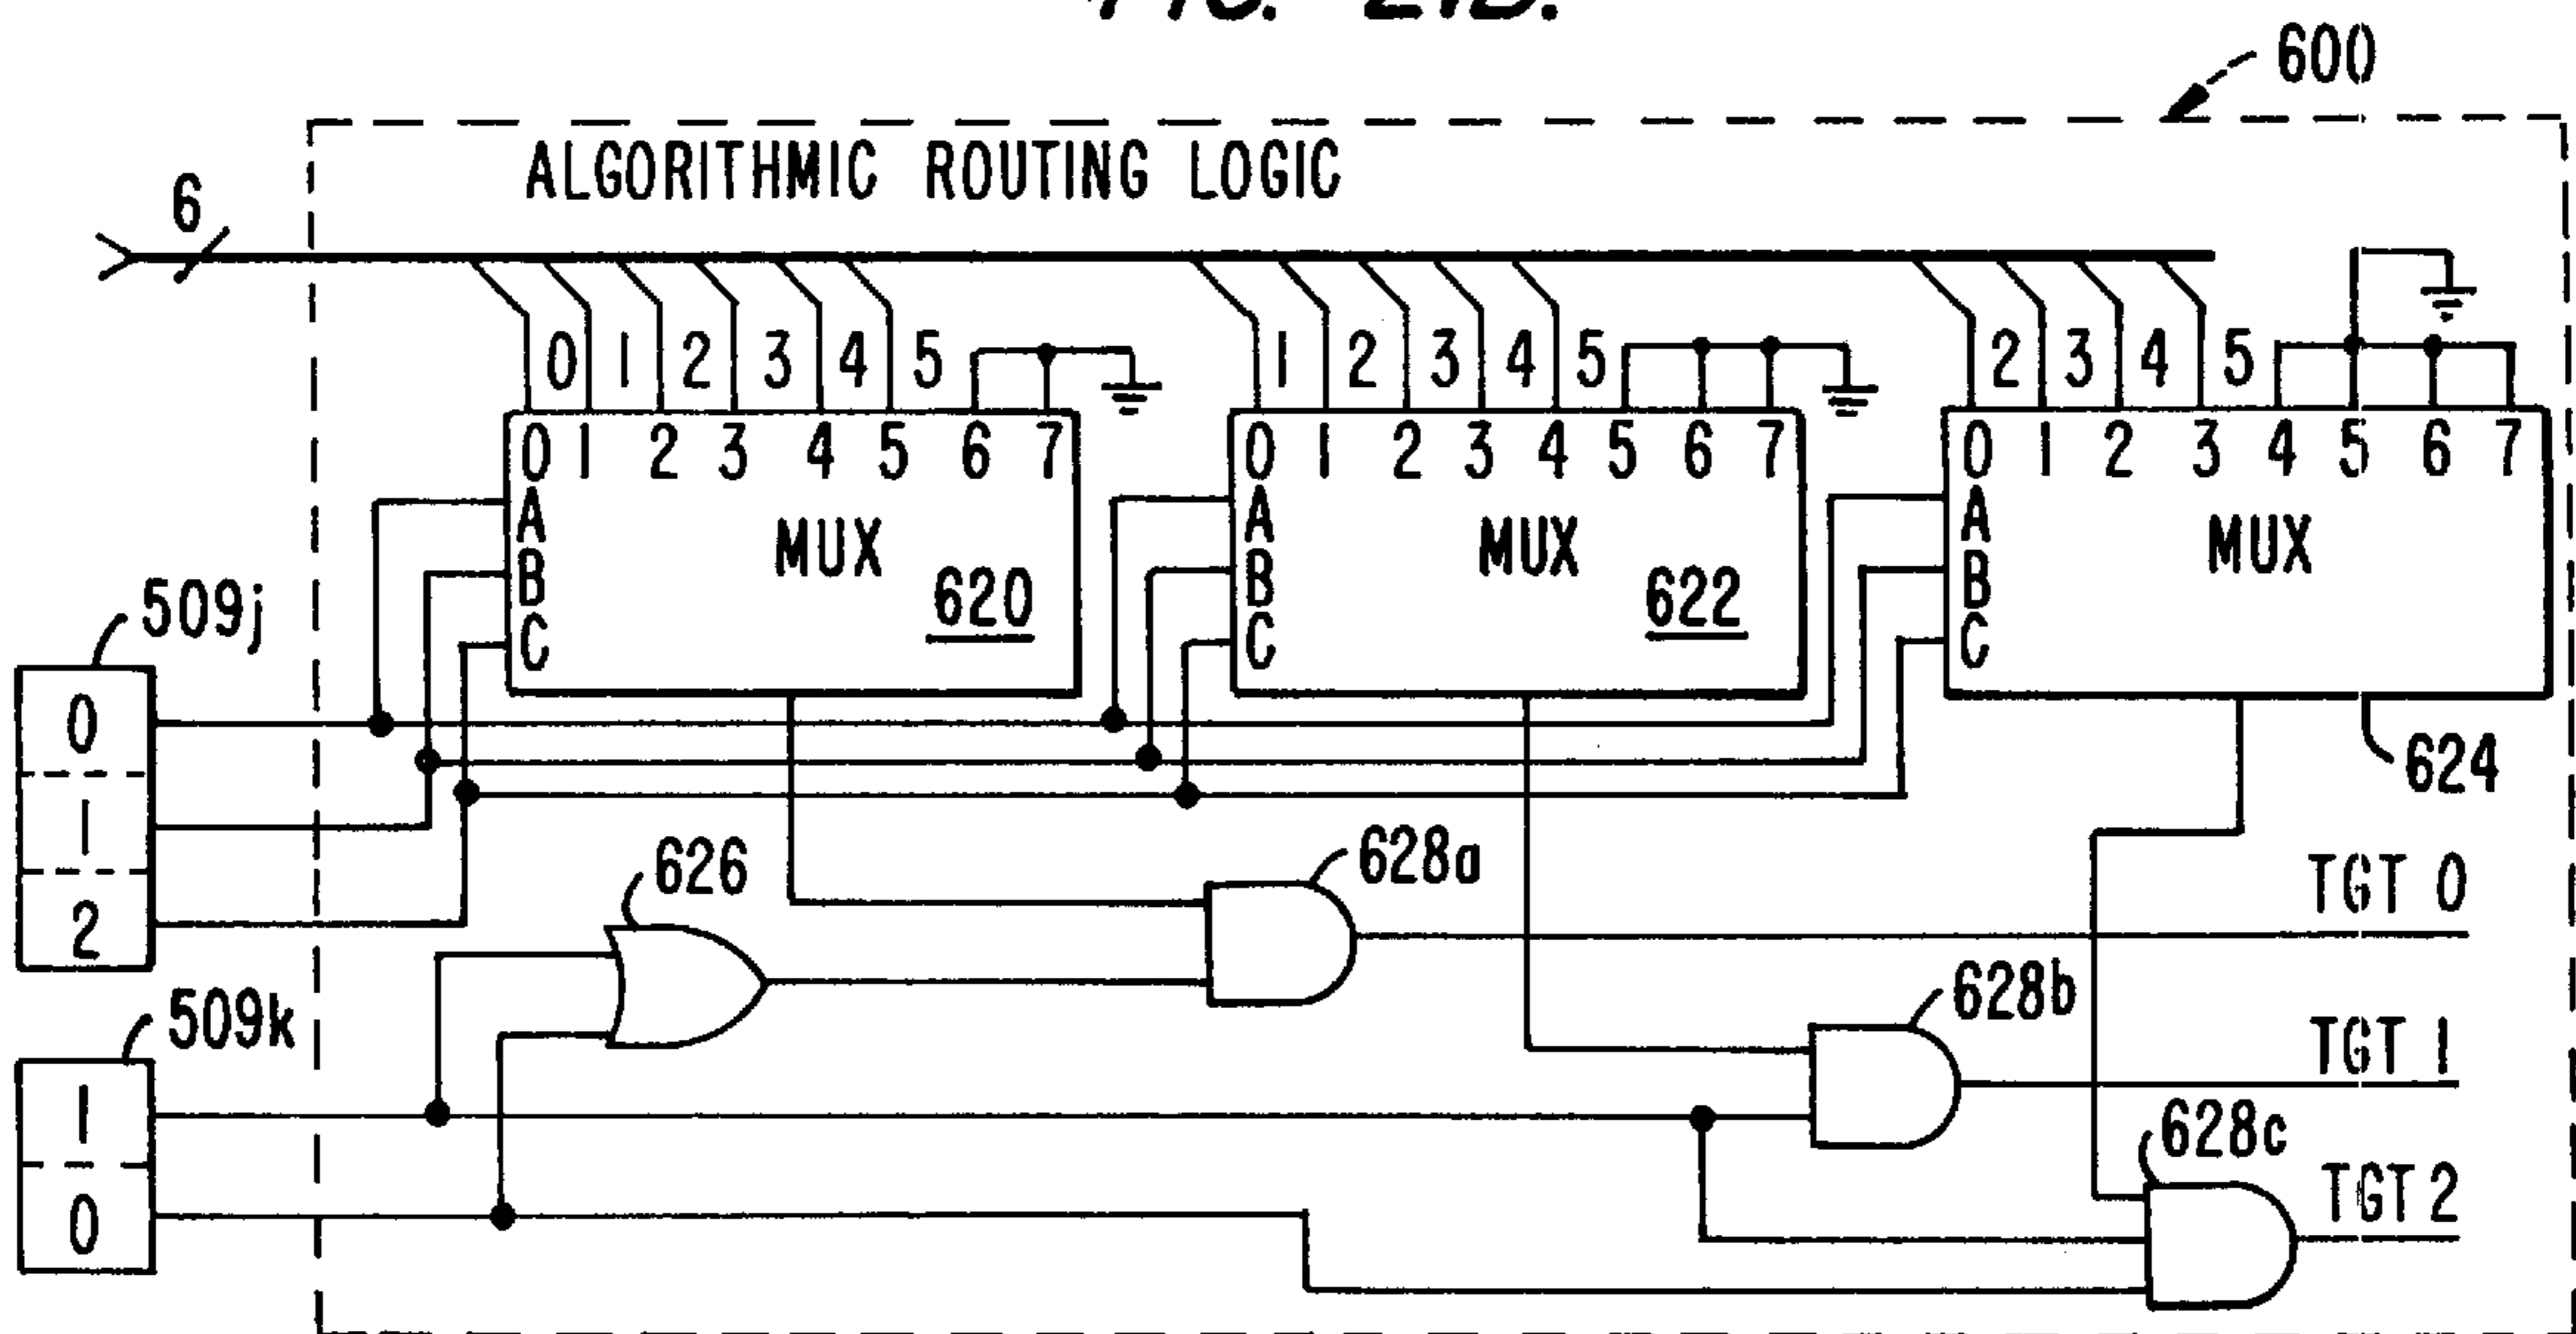 600
ALGORITHMIC ROUTING LOGIC
6
0 1 2 3 4 5
1 2 3 4 5
2 3 4 5
0 1 2 3 4 5 6 7
0 1 2 3 4 5 6 7
0 1 2 3 4 5 6 7
A
B
C
MUX
620
A
B
C
MUX
622
A
B
C
MUX
624
509j
0
1
2
626
628a
TGT 0
509k
1
0
628b
TGT 1
628c
TGT 2